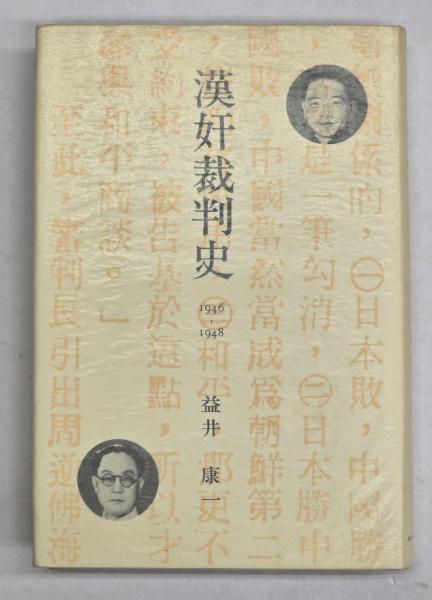 漢奸裁判史
1946
-
1948
益井 康一
係的，㊀日本敗，中國勝
一筆勾消，㊁日本勝中
國敗，中國當然當成爲朝鮮第二
㊂和平，那更不
受約束，被告基於這點，所以才
參與和平商談。」
至此，審判長引出周逆佛海